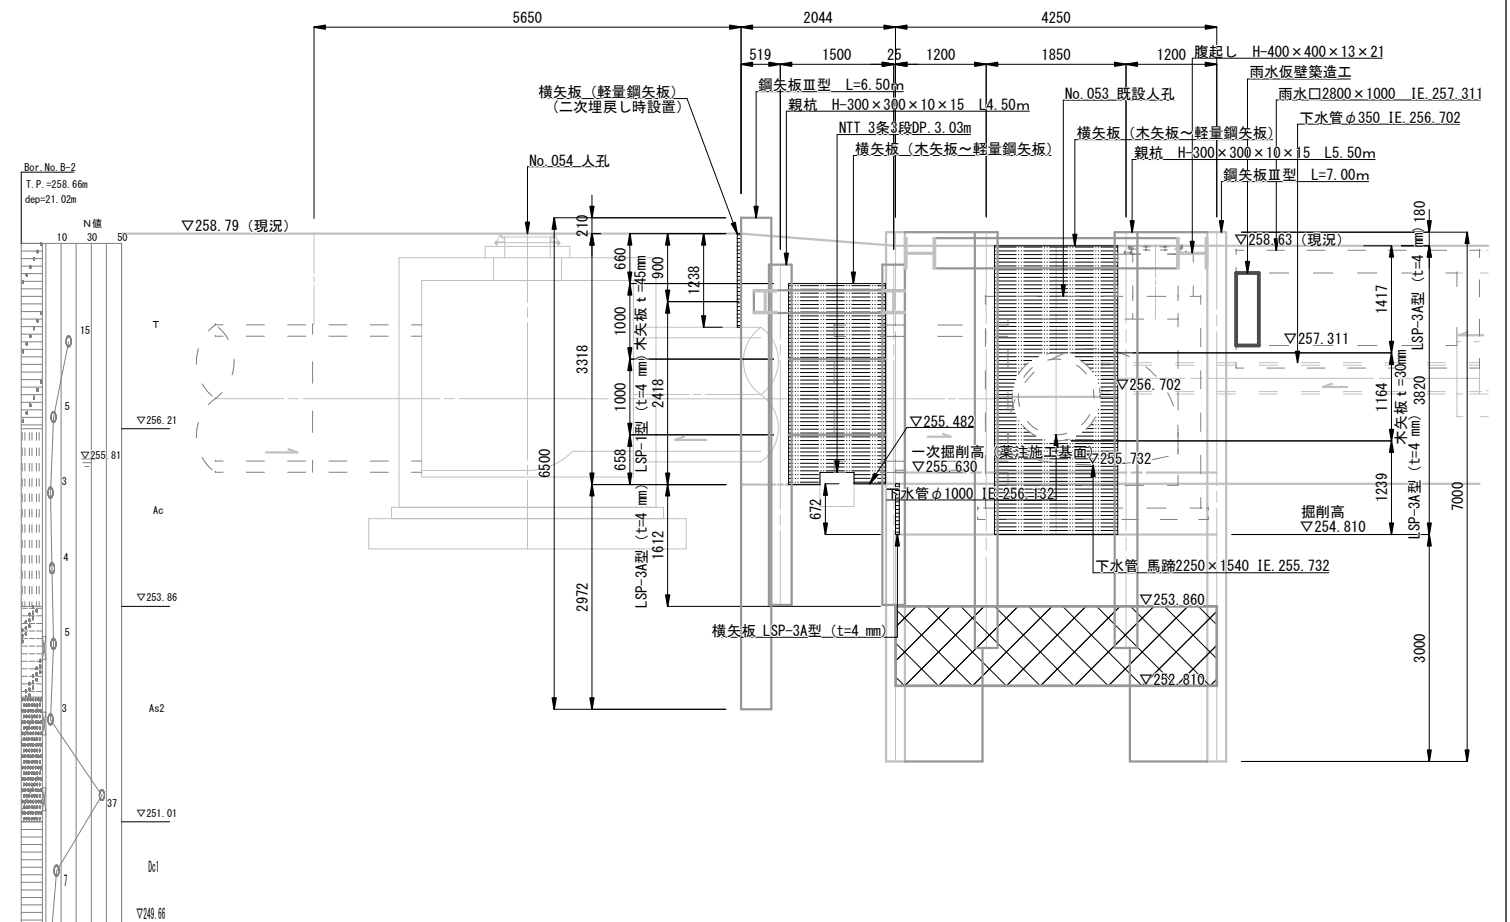 5650
2044
4250
519
1500
25
1200
1850
1200
腹起し H-400×400×13×21
雨水仮壁築造工
鋼矢板Ⅲ型 L=6.50m
横矢板（軽量鋼矢板）
（二次埋戻し時設置）
親杭 H-300×300×10×15 L4.50m
No.053 既設人孔
雨水口2800×1000 IE.257.311
下水管φ350 IE.256.702
NTT 3条3段DP.3.03m
横矢板（木矢板～軽量鋼矢板）
横矢板（木矢板～軽量鋼矢板）
親杭 H-300×300×10×15 L5.50m
No.054 人孔
鋼矢板Ⅲ型 L=7.00m
Bor.No.B-2
T.P.=258.66m
dep=21.02m
N値
10 30 50
▽258.79（現況）
▽258.63（現況）
210
180
660
900
1238
1000
木矢板 t=45mm
3318
1000
2418
LSP-1型（t=4 mm）
658
6500
672
1612
LSP-3A型（t=4 mm）
2972
1417
LSP-3A型（t=4 mm）
▽257.311
1164
木矢板 t=30mm
3820
▽256.702
1239
LSP-3A型（t=4 mm）
7000
3000
▽255.482
一次掘削高（薬注施工基面）
▽255.630
▽255.732
下水管φ1000 IE.256.132
掘削高
▽254.810
下水管 馬蹄2250×1540 IE.255.732
▽253.860
横矢板 LSP-3A型（t=4 mm）
▽252.810
15
T
5
▽256.21
▽255.81
3
Ac
4
▽253.86
5
3
As2
37
▽251.01
Dc1
7
▽249.66